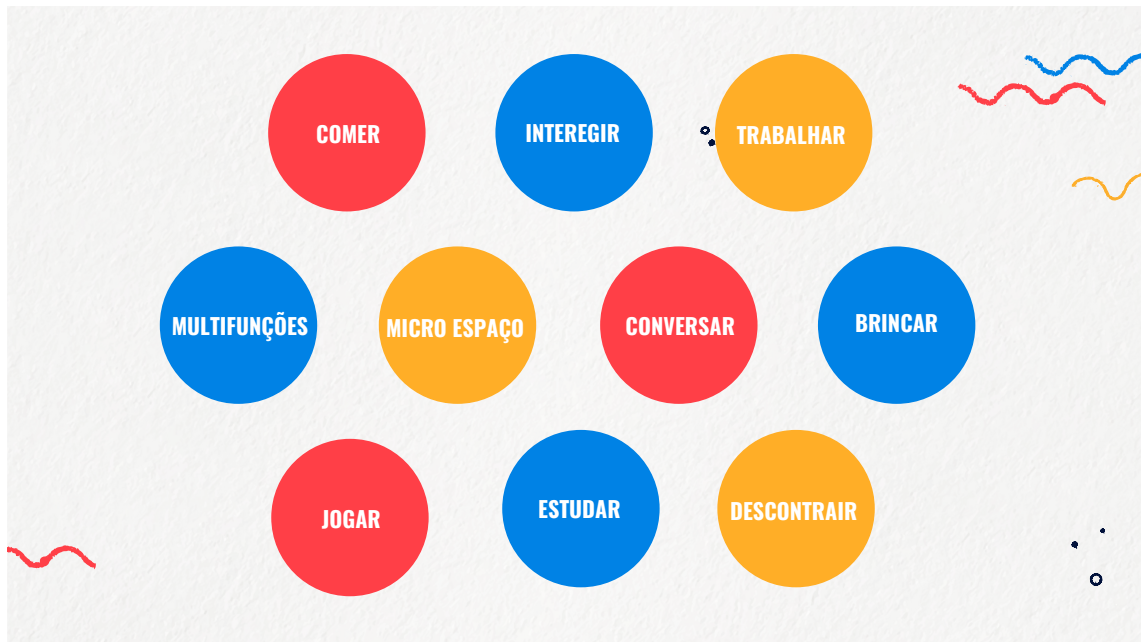 COMER
INTEREGIR
TRABALHAR
MULTIFUNÇÕES
MICRO ESPAÇO
CONVERSAR
BRINCAR
JOGAR
ESTUDAR
DESCONTRAIR